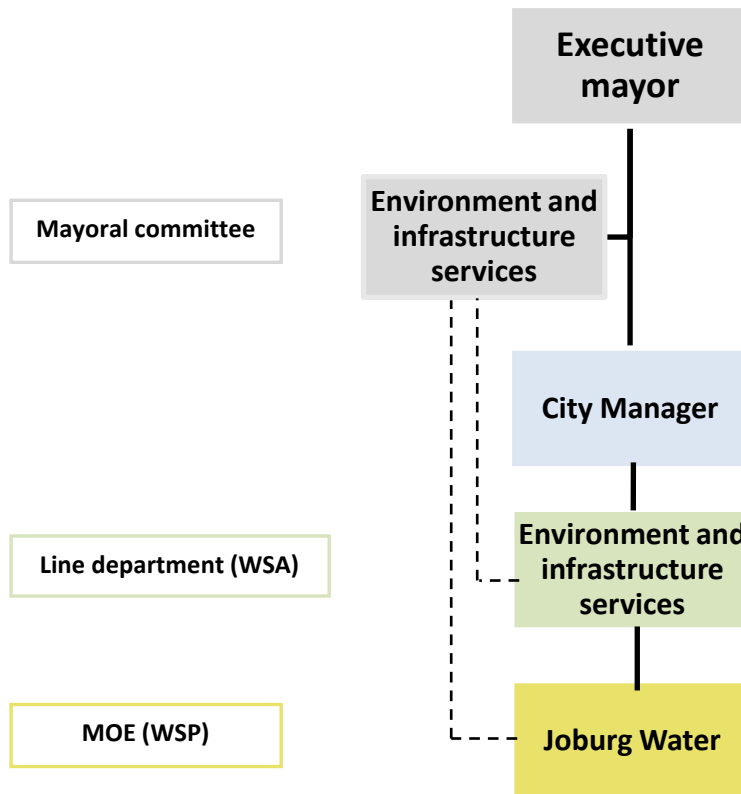 Executive
mayor
Mayoral committee
Environment and
infrastructure
services
City Manager
Line department (WSA)
Environment and
infrastructure
services
MOE (WSP)
Joburg Water